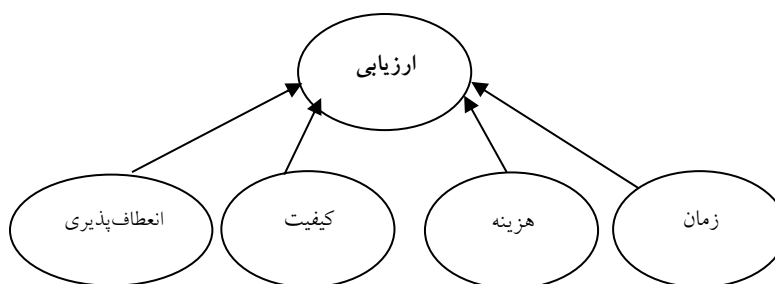 ارزیابی
زمان
هزینه
کیفیت
انعطاف‌پذیری